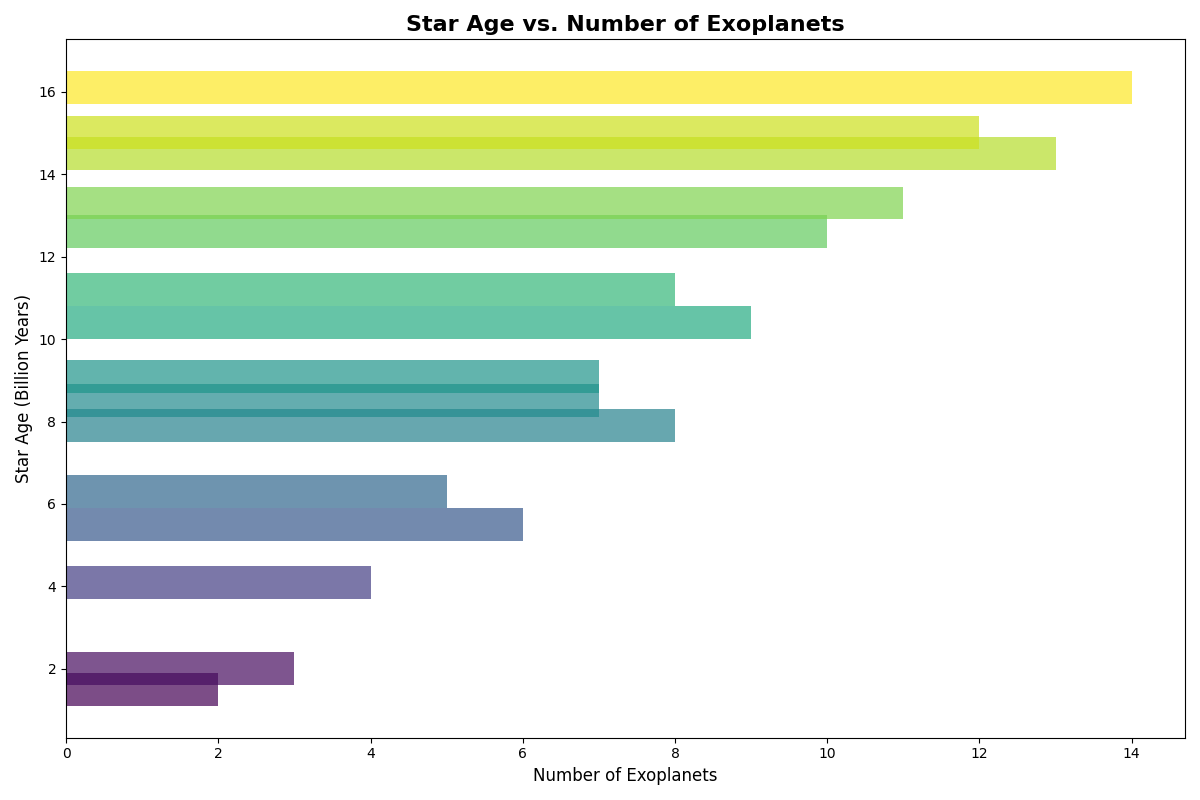 Star Age vs. Number of Exoplanets
Star Age (Billion Years)
16
14
12
10
8
6
4
2
0 2 4 6 8 10 12 14
Number of Exoplanets